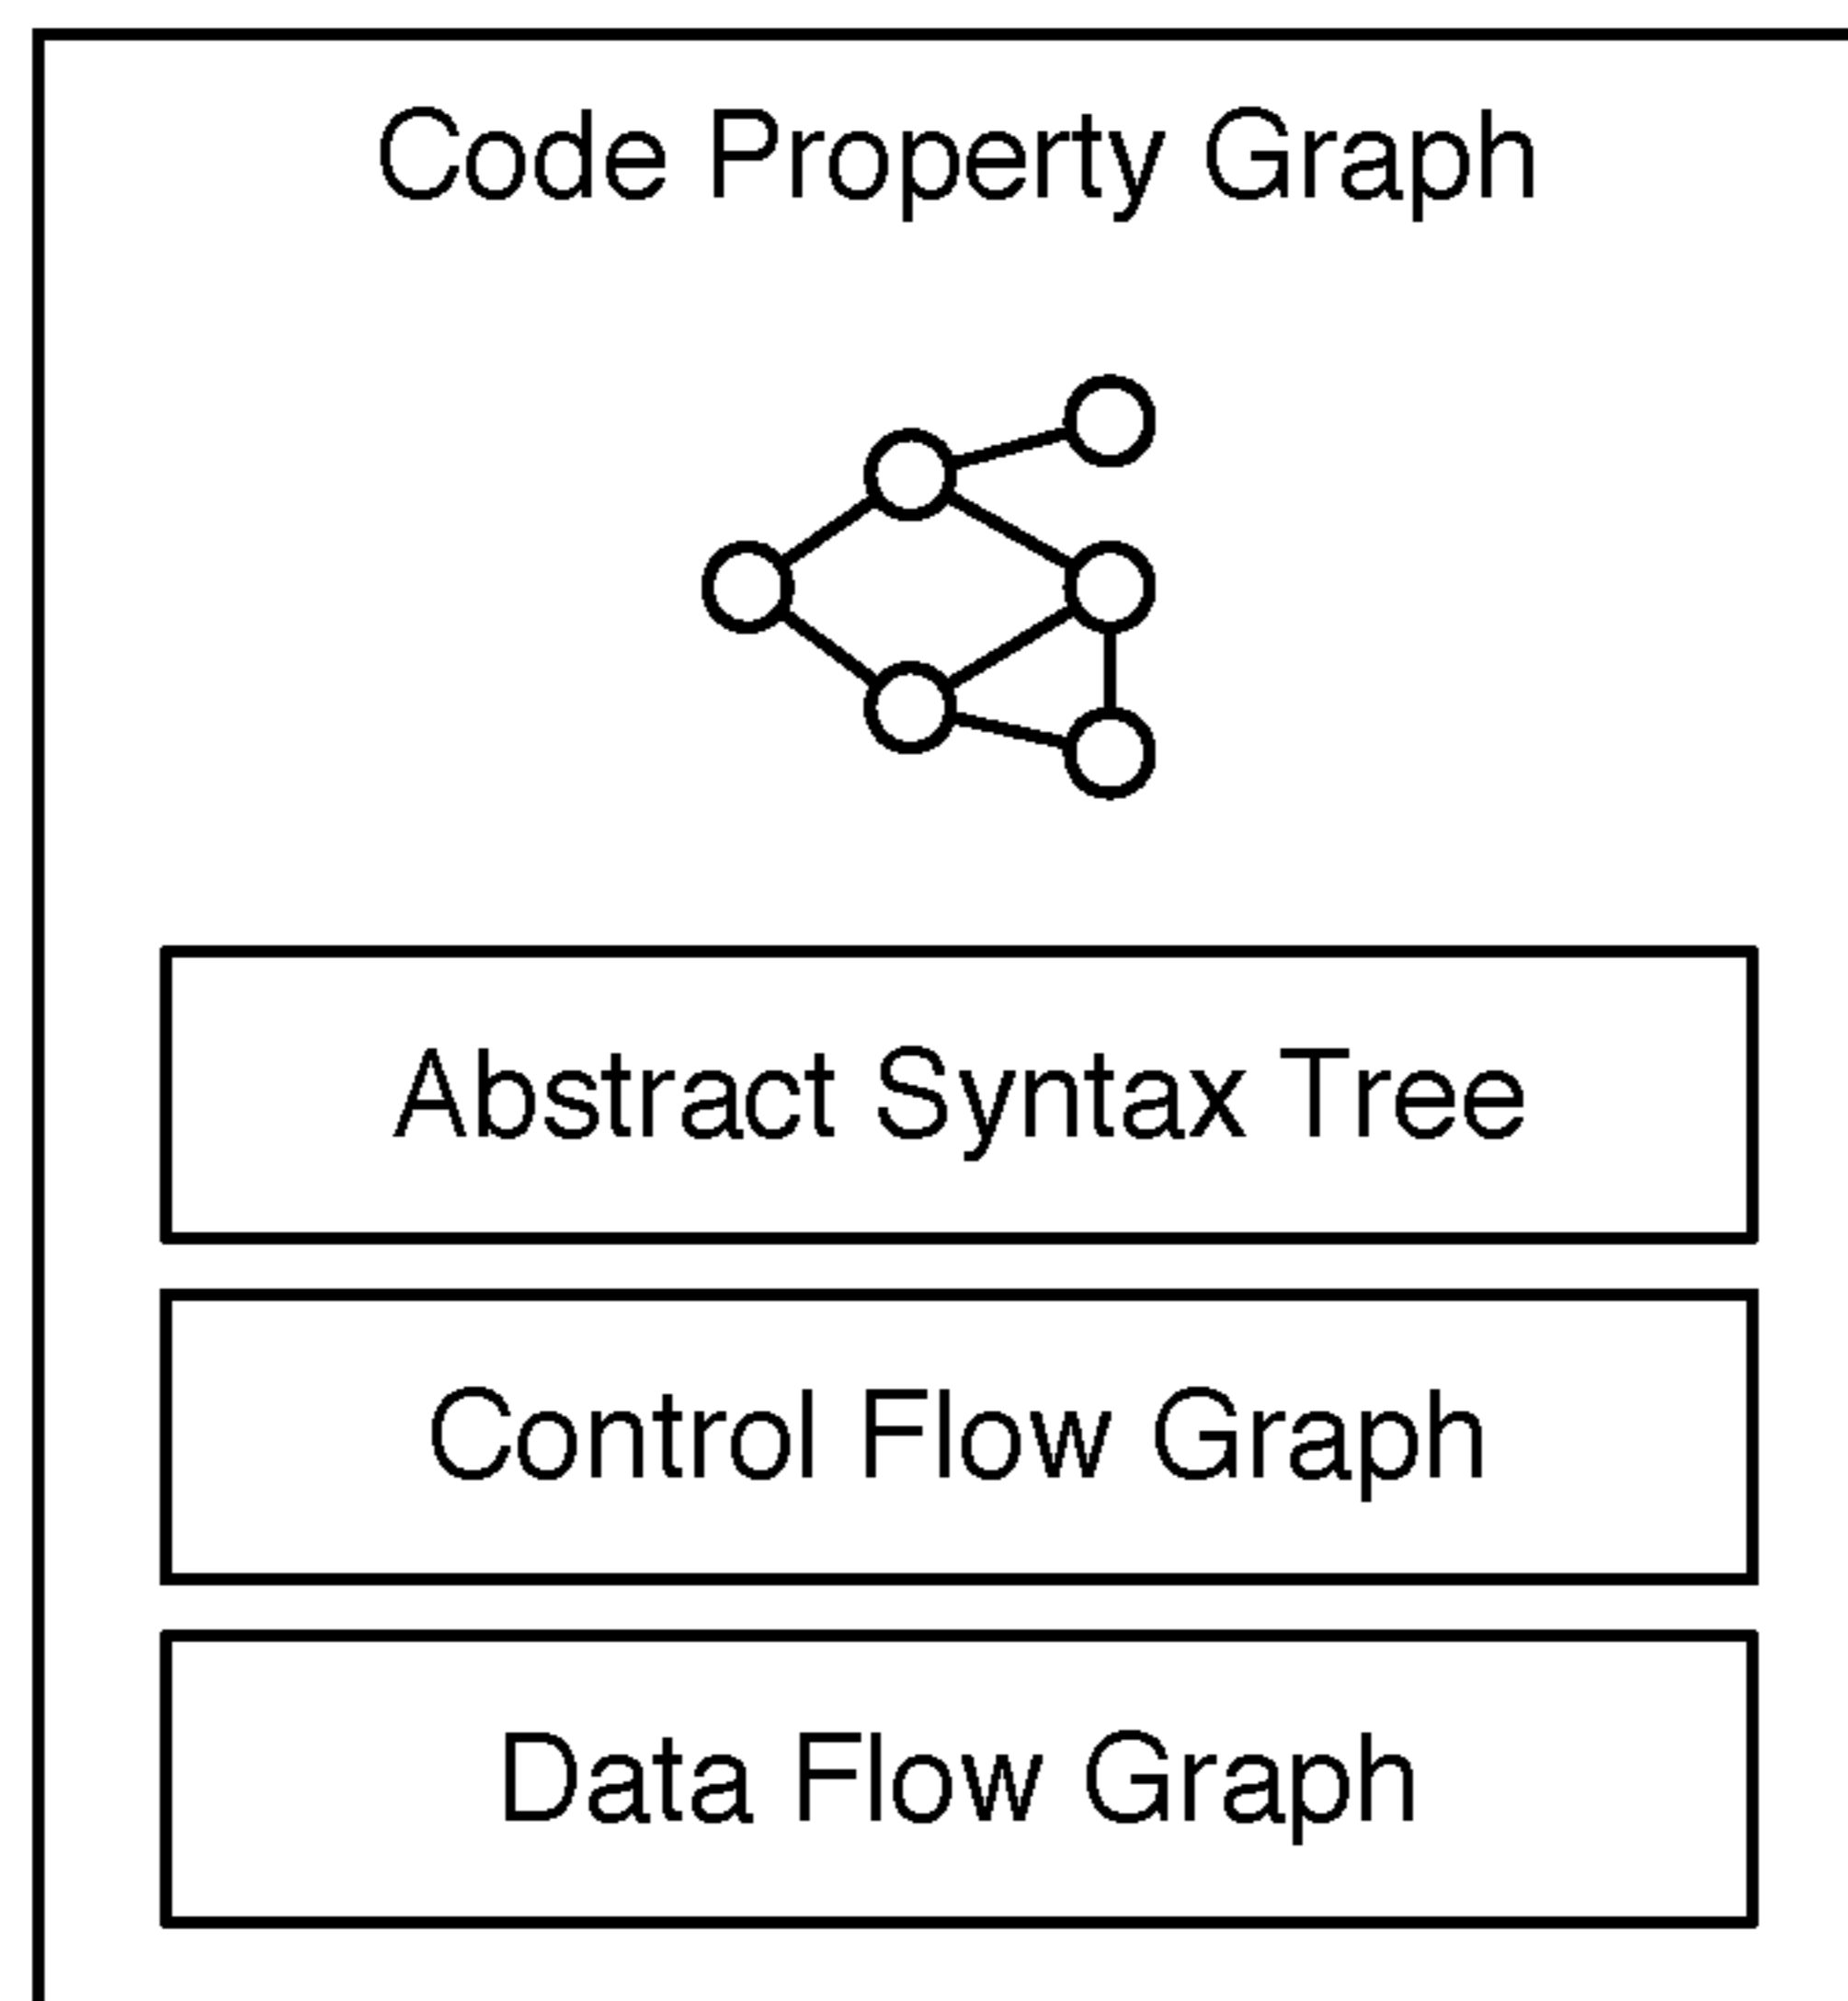 Code Property Graph
Abstract Syntax Tree
Control Flow Graph
Data Flow Graph